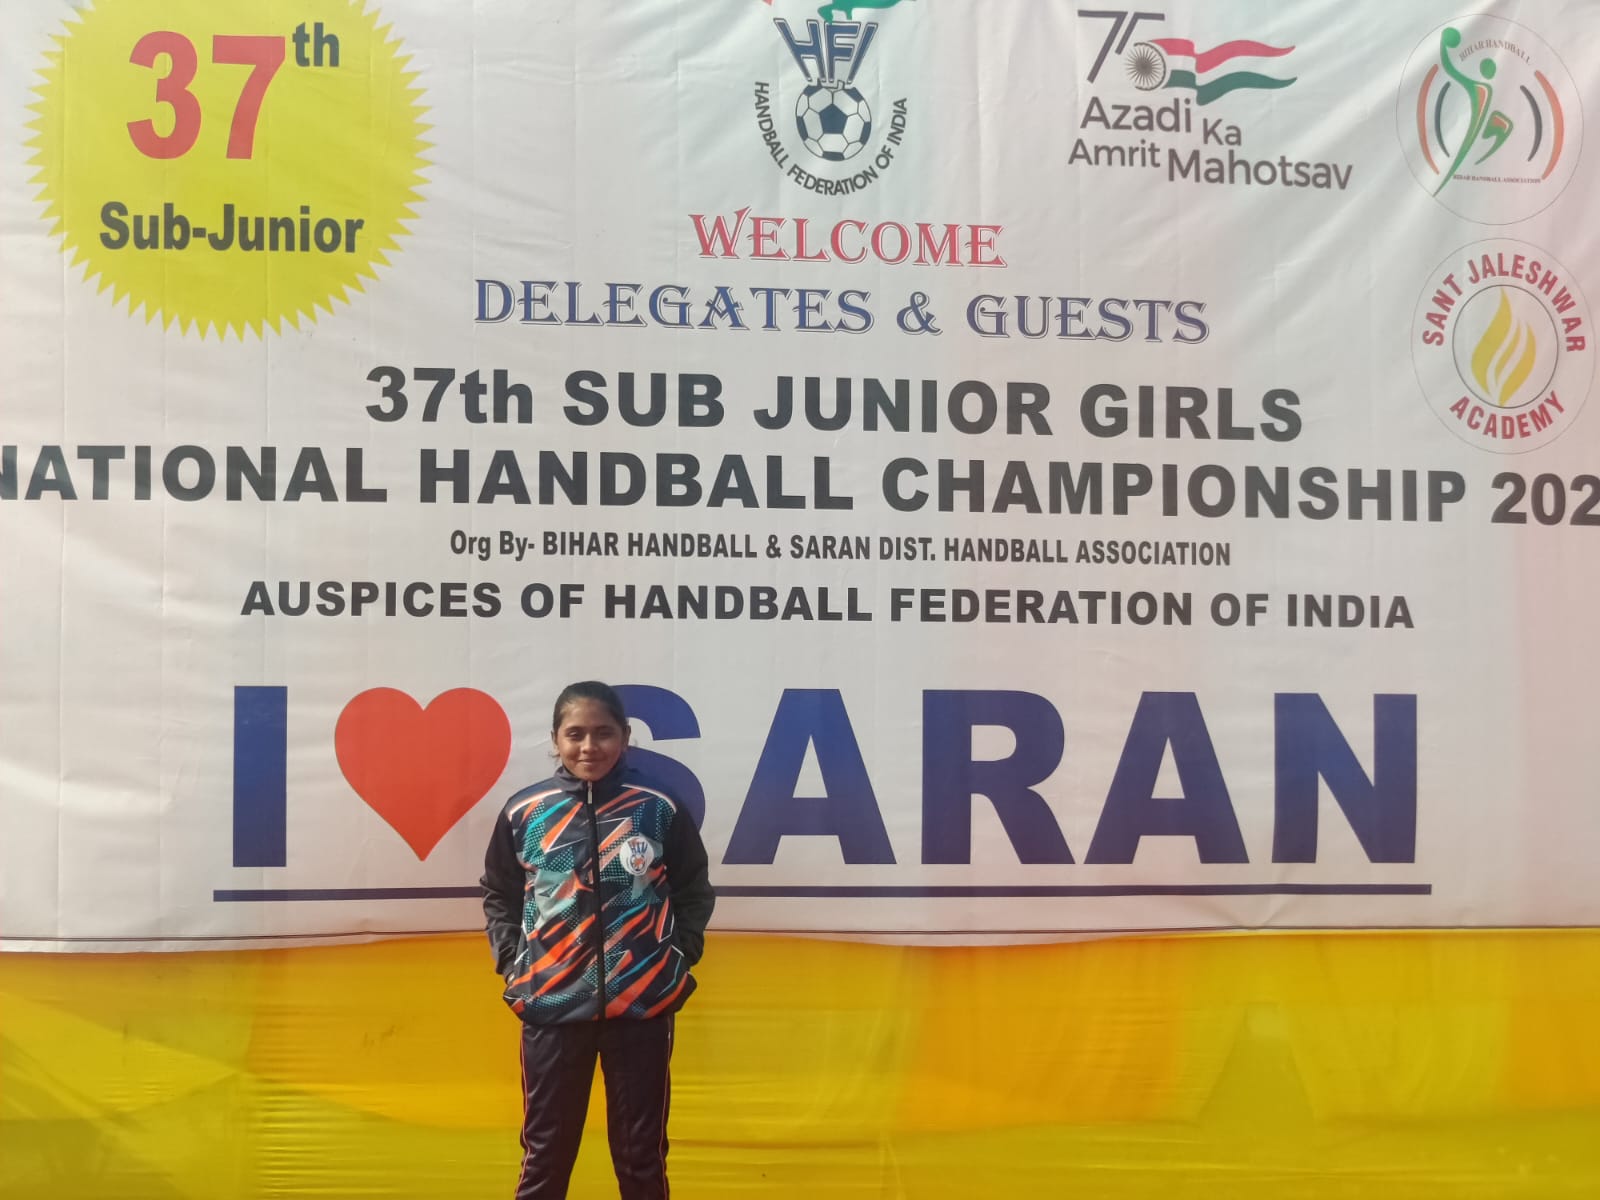 37th
Sub-Junior
HFI
HANDBALL FEDERATION OF INDIA
75
Azadi Ka
Amrit Mahotsav
BIHAR HANDBALL
BIHAR HANDBALL ASSOCIATION
SANT JALESHWAR
ACADEMY
WELCOME
DELEGATES & GUESTS
37th SUB JUNIOR GIRLS
NATIONAL HANDBALL CHAMPIONSHIP 202
Org By- BIHAR HANDBALL & SARAN DIST. HANDBALL ASSOCIATION
AUSPICES OF HANDBALL FEDERATION OF INDIA
I ♥ SARAN